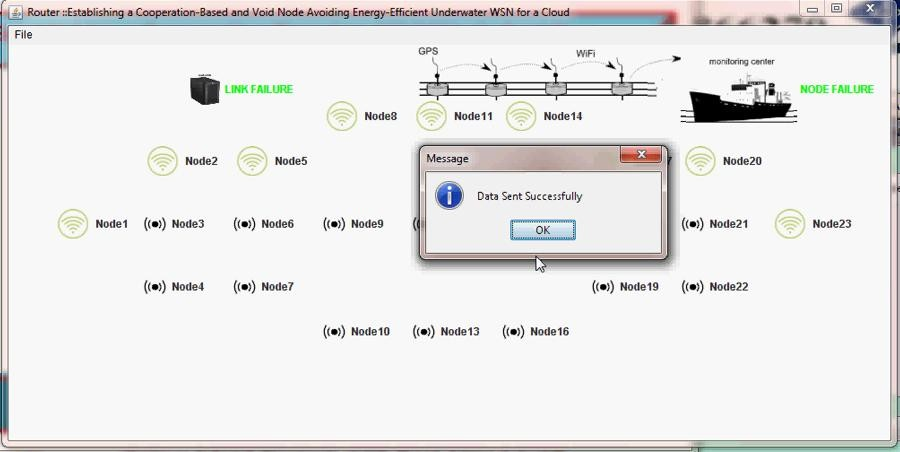 Router ::Establishing a Cooperation-Based and Void Node Avoiding Energy-Efficient Underwater WSN for a Cloud
File
GPS
WiFi
monitoring center
LINK FAILURE
NODE FAILURE
Node8
Node11
Node14
Node2
Node5
Node20
Message
Data Sent Successfully
OK
Node1
Node3
Node6
Node9
Node21
Node23
Node4
Node7
Node19
Node22
Node10
Node13
Node16